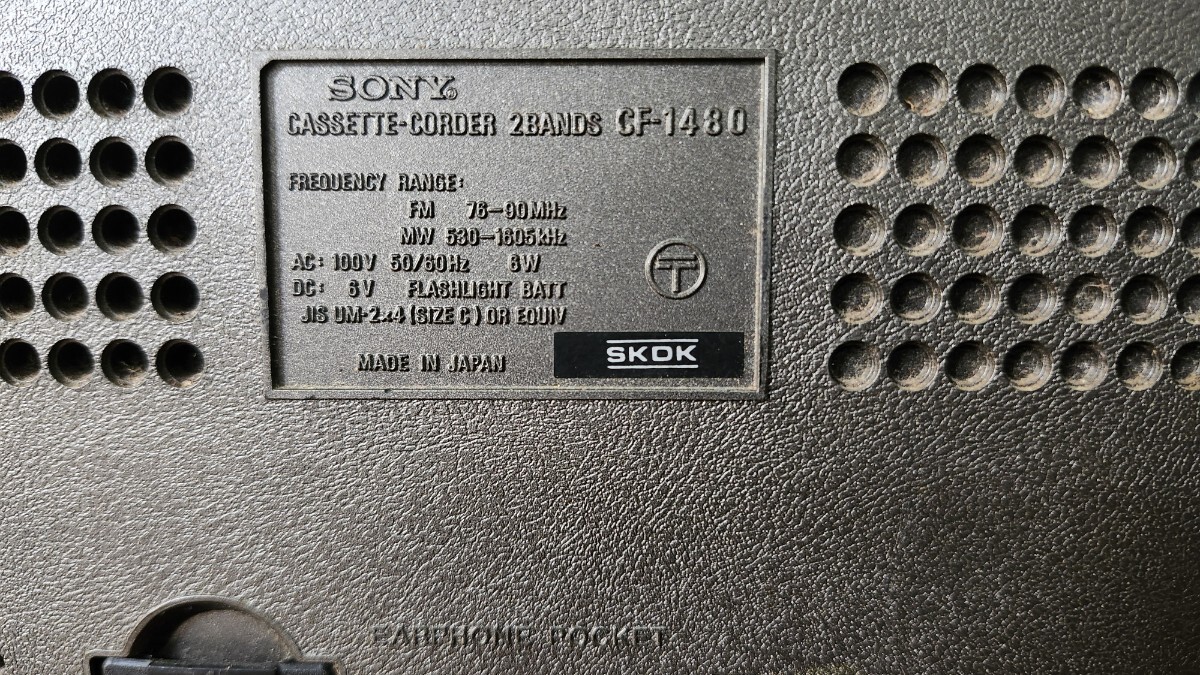 SONY®
CASSETTE-CORDER 2BANDS CF-1480
FREQUENCY RANGE:
FM 76-90MHz
MW 530-1605kHz
AC: 100V 50/60Hz 6W
DC: 6V FLASHLIGHT BATT
JIS UM-2×4 (SIZE C) OR EQUIV
T
MADE IN JAPAN
SKOK
EARPHONE POCKET